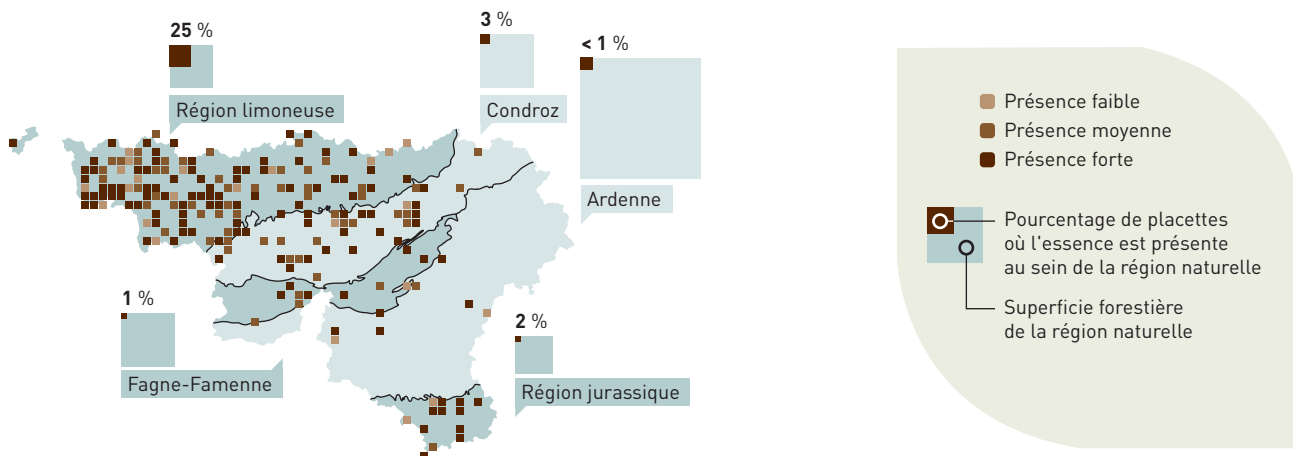 25 %
Région limoneuse
3 %
Condroz
< 1 %
Ardenne
1 %
Fagne-Famenne
2 %
Région jurassique
Présence faible
Présence moyenne
Présence forte
Pourcentage de placettes
où l'essence est présente
au sein de la région naturelle
Superficie forestière
de la région naturelle